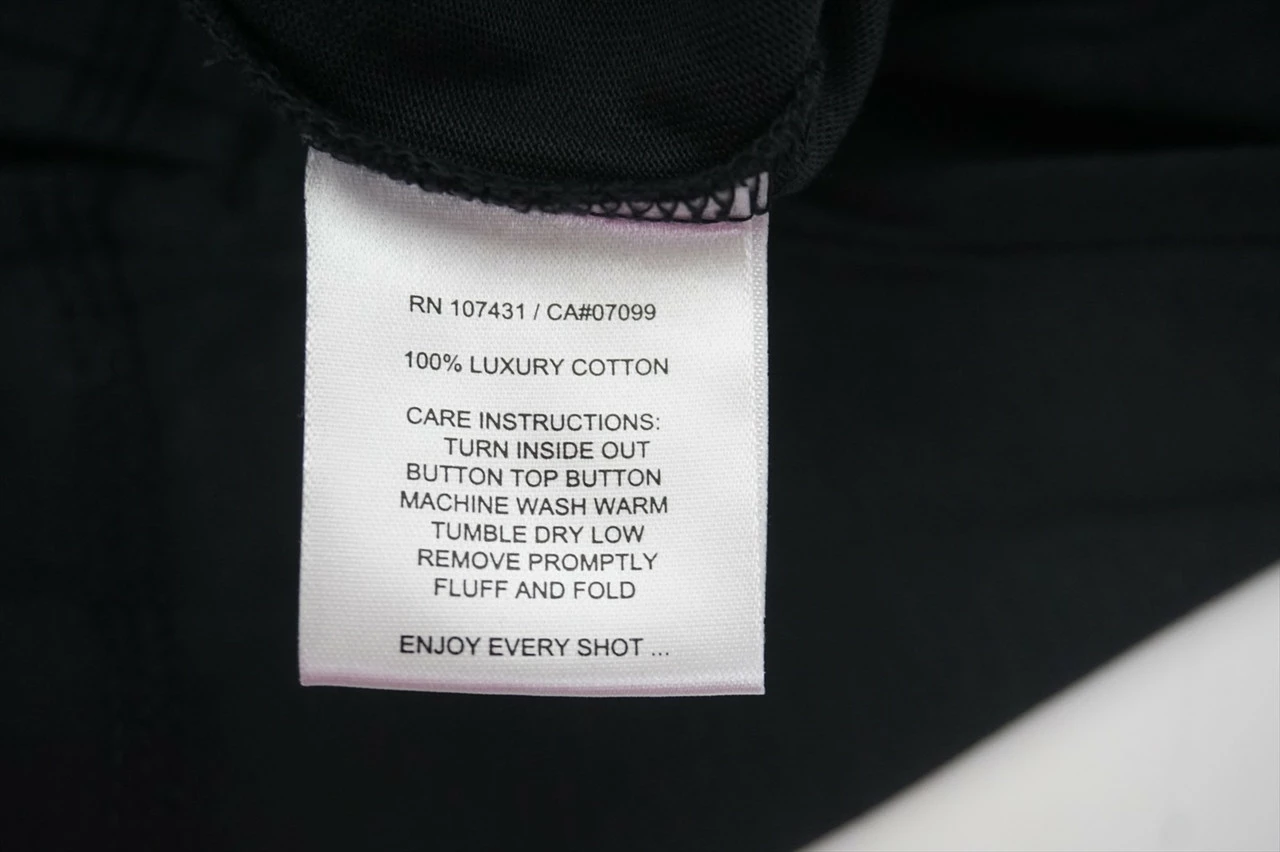 RN 107431 / CA#07099
100% LUXURY COTTON
CARE INSTRUCTIONS:
TURN INSIDE OUT
BUTTON TOP BUTTON
MACHINE WASH WARM
TUMBLE DRY LOW
REMOVE PROMPTLY
FLUFF AND FOLD
ENJOY EVERY SHOT ...